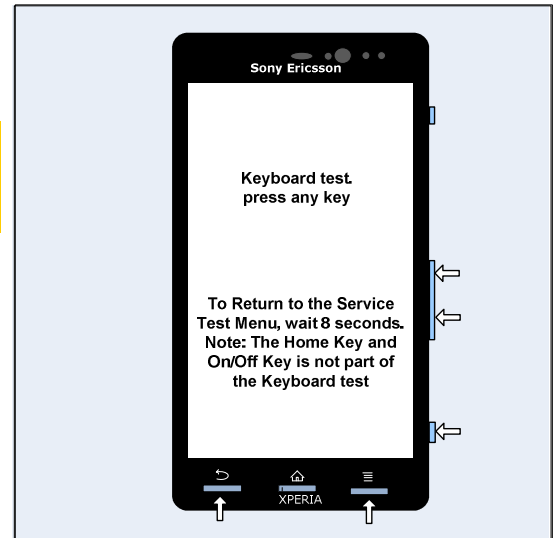 Sony Ericsson
Keyboard test.
press any key
To Return to the Service
Test Menu, wait 8 seconds.
Note: The Home Key and
On/Off Key is not part of
the Keyboard test
XPERIA